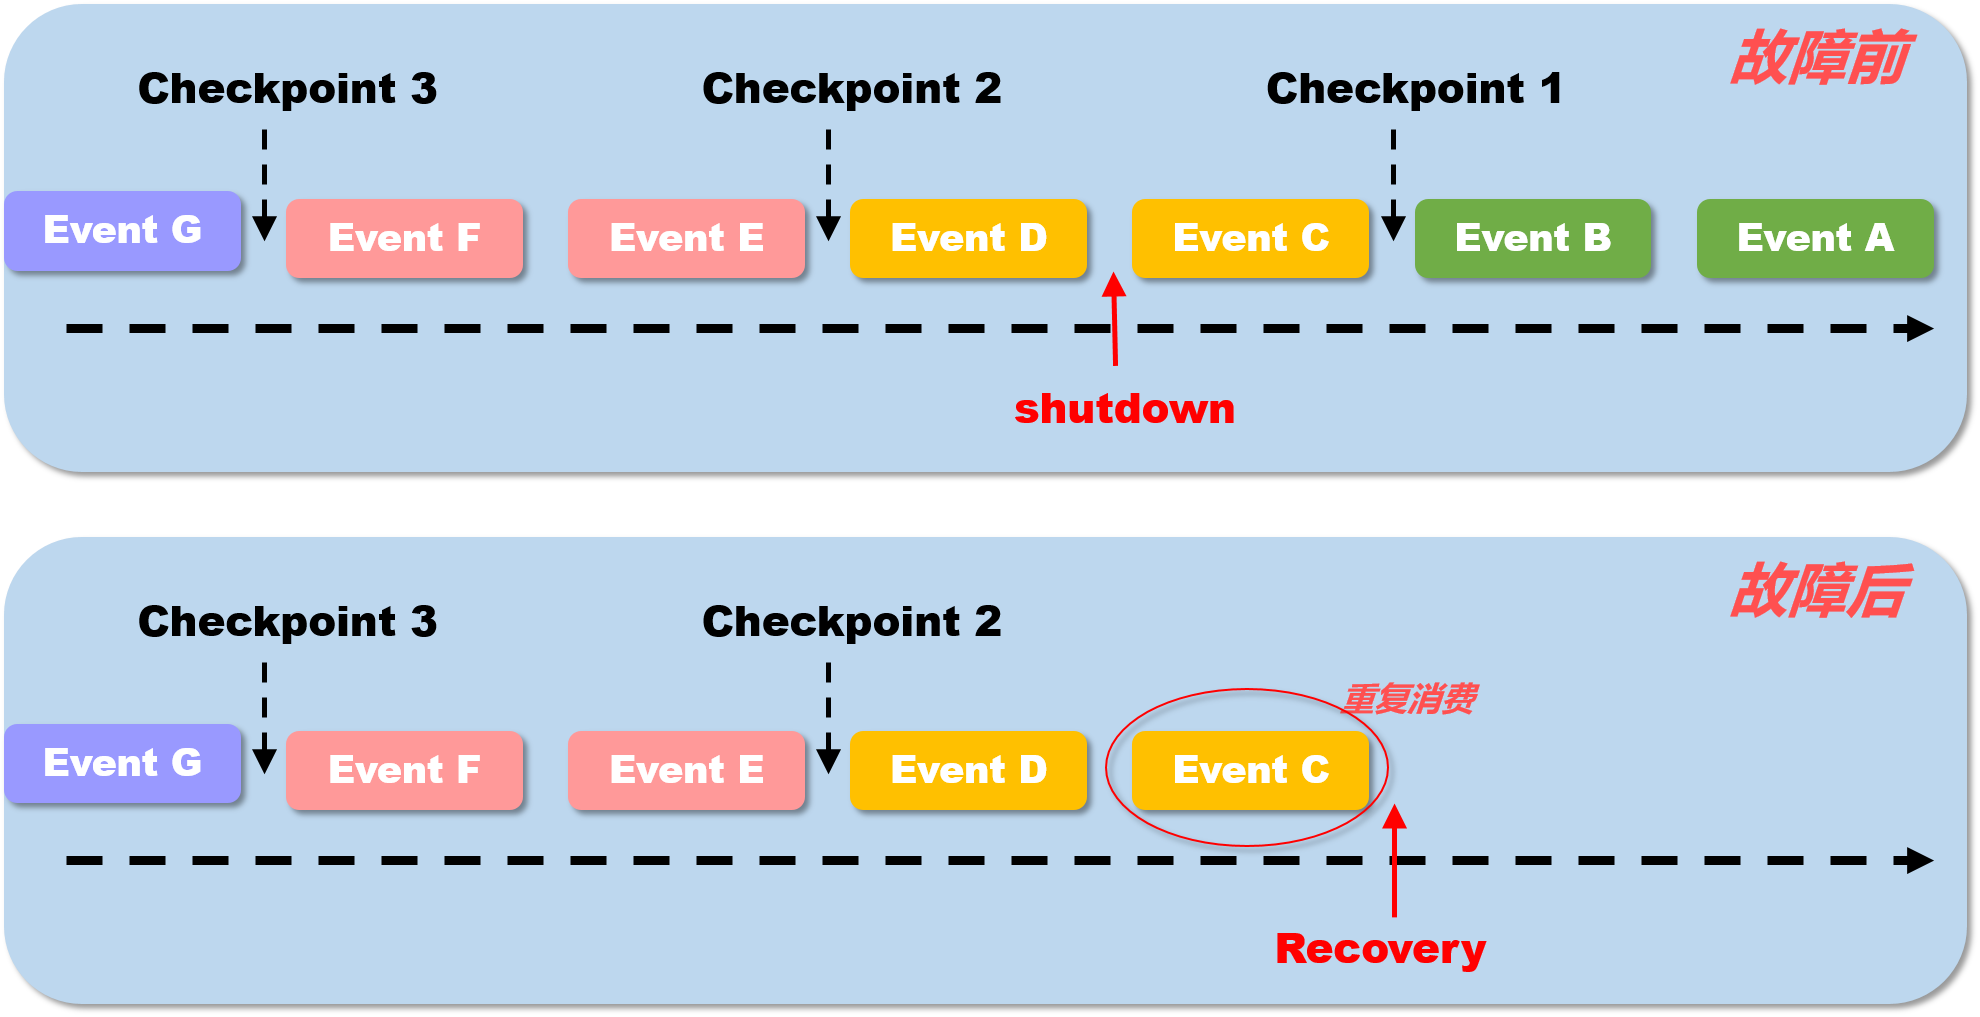 故障前
Checkpoint 3
Checkpoint 2
Checkpoint 1
Event G
Event F
Event E
Event D
Event C
Event B
Event A
shutdown
故障后
Checkpoint 3
Checkpoint 2
重复消费
Event G
Event F
Event E
Event D
Event C
Recovery